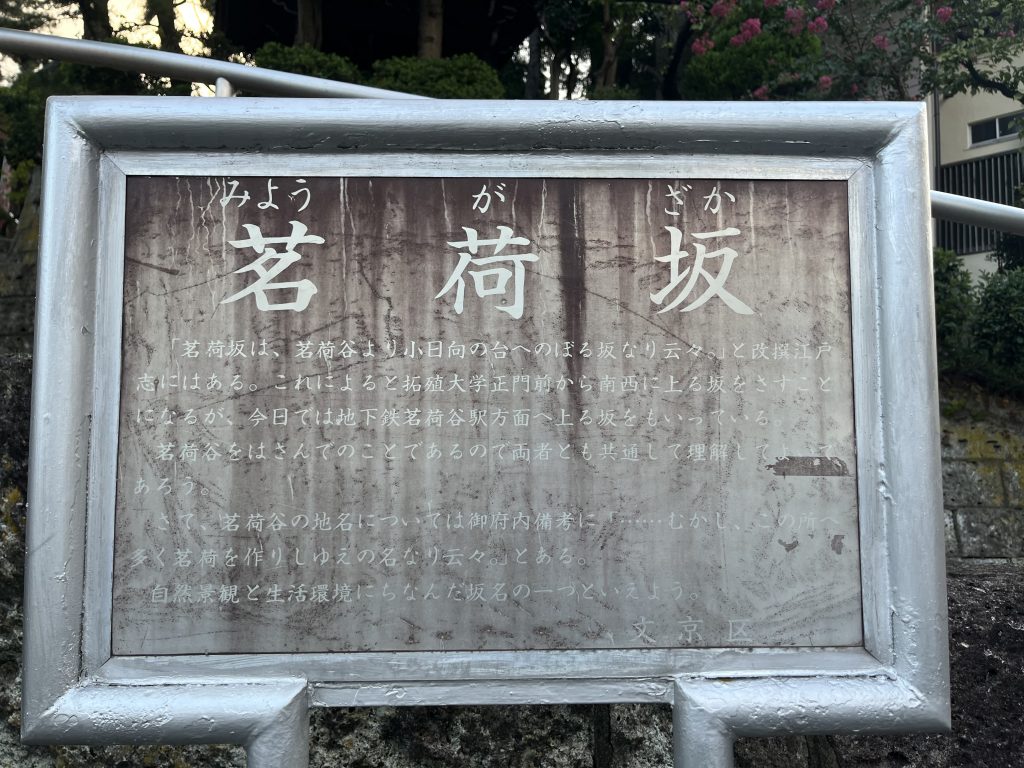 みょう が ざか
茗荷坂
「茗荷坂は、茗荷谷より小日向の台へのぼる坂なり云々。」と改撰江戸
志にはある。これによると拓殖大学正門前から南西に上る坂をさすこと
になるが、今日では地下鉄茗荷谷駅方面へ上る坂をもいっている。
茗荷谷をはさんでのことであるので両者とも共通して理解して
あろう。
さて、茗荷谷の地名については御府内備考に「……むかし、この所へ
多く茗荷を作りしゆえの名なり云々。」とある。
自然景観と生活環境にちなんだ坂名の一つといえよう。
文京区